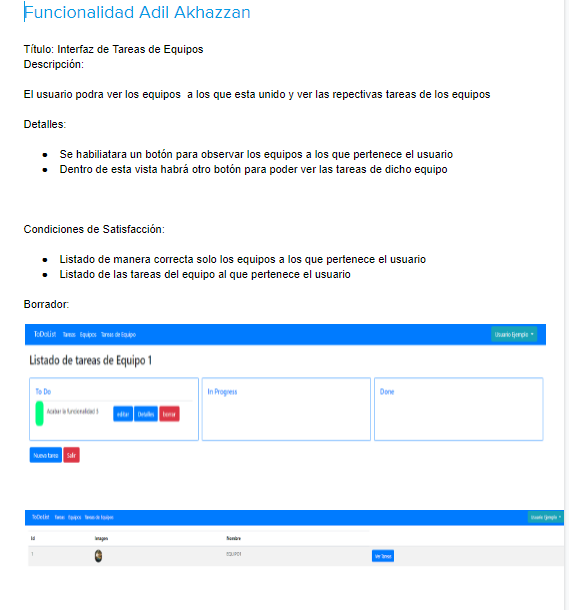 Funcionalidad Adil Akhazzan
Título: Interfaz de Tareas de Equipos
Descripción:
El usuario podra ver los equipos a los que esta unido y ver las repectivas tareas de los equipos
Detalles:
Se habiliatara un botón para observar los equipos a los que pertenece el usuario
Dentro de esta vista habrá otro botón para poder ver las tareas de dicho equipo
Condiciones de Satisfacción:
Listado de manera correcta solo los equipos a los que pertenece el usuario
Listado de las tareas del equipo al que pertenece el usuario
Borrador:
ToDoList Tareas Equipos Tareas de Equipo Usuario Ejemplo
Listado de tareas de Equipo 1
To Do In Progress Done
Acabar la funcionalidad 3 editar Detalles borrar
Nueva tarea Salir
ToDoList Tareas Equipos Tareas de Equipo Usuario Ejemplo
Id Imagen Nombre
1 EQUIPO1 Ver Tareas